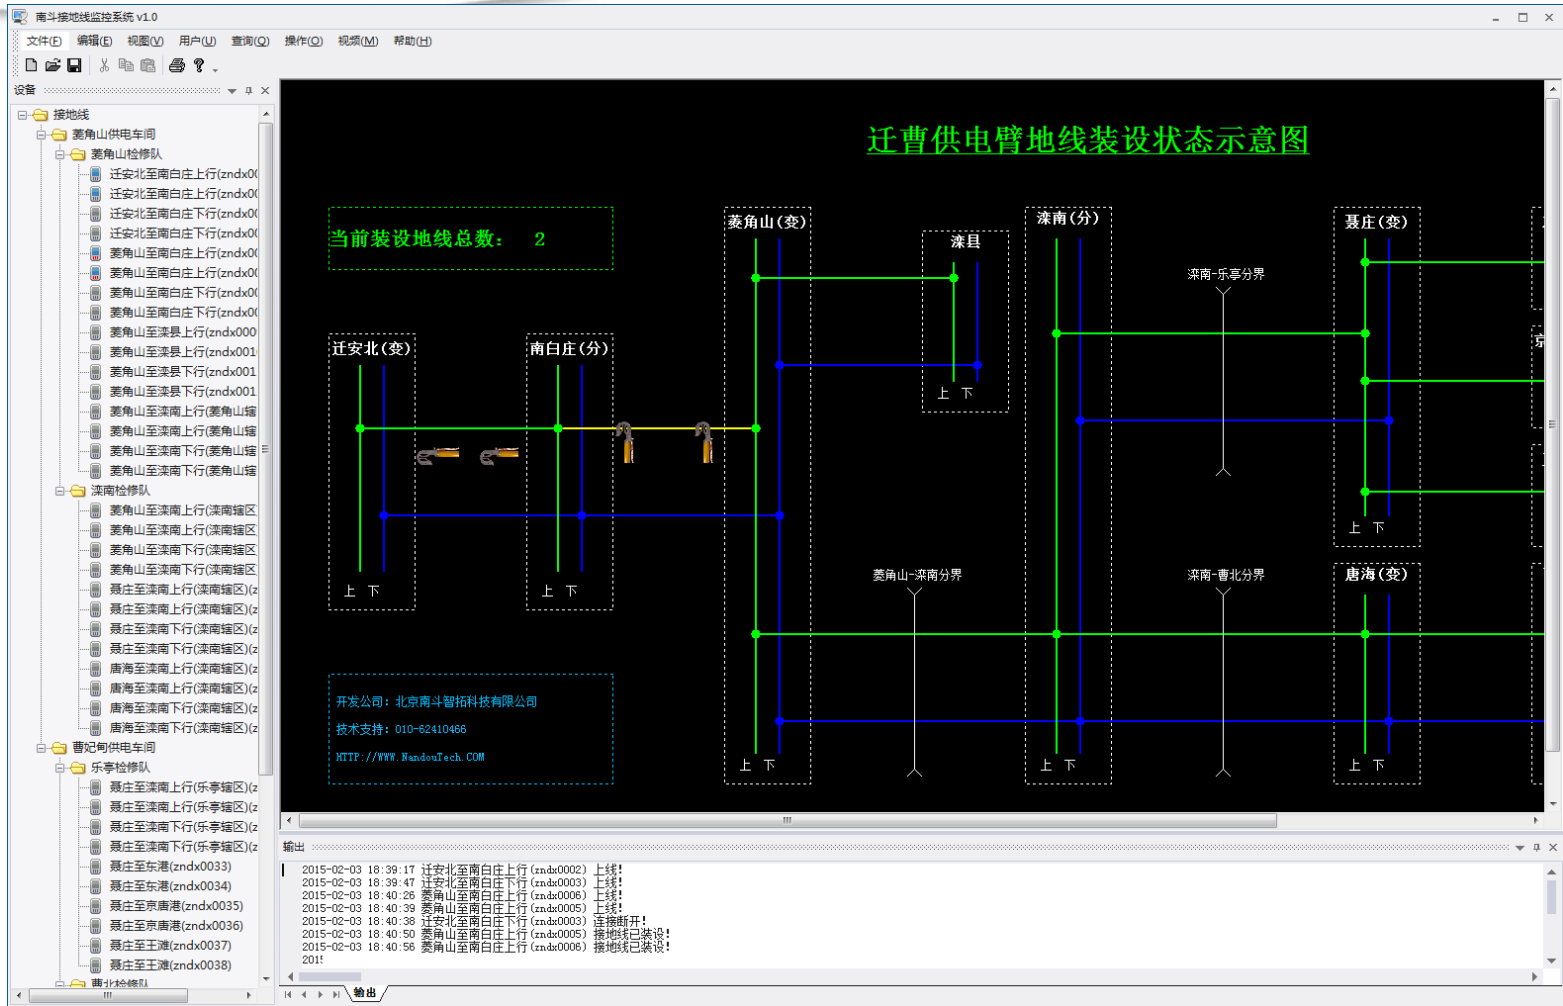 南斗接地线监控系统 v1.0
文件(F) 编辑(E) 视图(V) 用户(U) 查询(Q) 操作(O) 视频(M) 帮助(H)
设备
接地线
菱角山供电车间
菱角山检修队
迁安北至南白庄上行(zndx00
迁安北至南白庄上行(zndx00
迁安北至南白庄下行(zndx00
迁安北至南白庄下行(zndx00
菱角山至南白庄上行(zndx00
菱角山至南白庄上行(zndx00
菱角山至南白庄下行(zndx00
菱角山至南白庄下行(zndx00
菱角山至滦县上行(zndx000
菱角山至滦县上行(zndx001
菱角山至滦县下行(zndx001
菱角山至滦县下行(zndx001
菱角山至滦南上行(菱角山辖
菱角山至滦南上行(菱角山辖
菱角山至滦南下行(菱角山辖
菱角山至滦南下行(菱角山辖
滦南检修队
菱角山至滦南上行(滦南辖区
菱角山至滦南上行(滦南辖区
菱角山至滦南下行(滦南辖区
菱角山至滦南下行(滦南辖区
聂庄至滦南上行(滦南辖区)(z
聂庄至滦南上行(滦南辖区)(z
聂庄至滦南下行(滦南辖区)(z
聂庄至滦南下行(滦南辖区)(z
唐海至滦南上行(滦南辖区)(z
唐海至滦南上行(滦南辖区)(z
唐海至滦南下行(滦南辖区)(z
唐海至滦南下行(滦南辖区)(z
曹妃甸供电车间
乐亭检修队
聂庄至滦南上行(乐亭辖区)(z
聂庄至滦南上行(乐亭辖区)(z
聂庄至滦南下行(乐亭辖区)(z
聂庄至滦南下行(乐亭辖区)(z
聂庄至东港(zndx0033)
聂庄至东港(zndx0034)
聂庄至京唐港(zndx0035)
聂庄至京唐港(zndx0036)
聂庄至王滩(zndx0037)
聂庄至王滩(zndx0038)
曹北检修队
迁曹供电臂地线装设状态示意图
当前装设地线总数： 2
菱角山(变)
滦县
滦南(分)
聂庄(变)
滦南-乐亭分界
迁安北(变)
南白庄(分)
京
上 下
上 下
上 下
上 下
菱角山-滦南分界
滦南-曹北分界
唐海(变)
开发公司：北京南斗智拓科技有限公司
技术支持：010-62410466
HTTP://WWW.NandouTech.COM
上 下
上 下
上 下
输出
2015-02-03 18:39:17 迁安北至南白庄上行(zndx0002) 上线!
2015-02-03 18:39:47 迁安北至南白庄下行(zndx0003) 上线!
2015-02-03 18:40:26 菱角山至南白庄上行(zndx0006) 上线!
2015-02-03 18:40:39 菱角山至南白庄上行(zndx0005) 上线!
2015-02-03 18:40:38 迁安北至南白庄下行(zndx0003) 连接断开!
2015-02-03 18:40:50 菱角山至南白庄上行(zndx0005) 接地线已装设!
2015-02-03 18:40:56 菱角山至南白庄上行(zndx0006) 接地线已装设!
输出